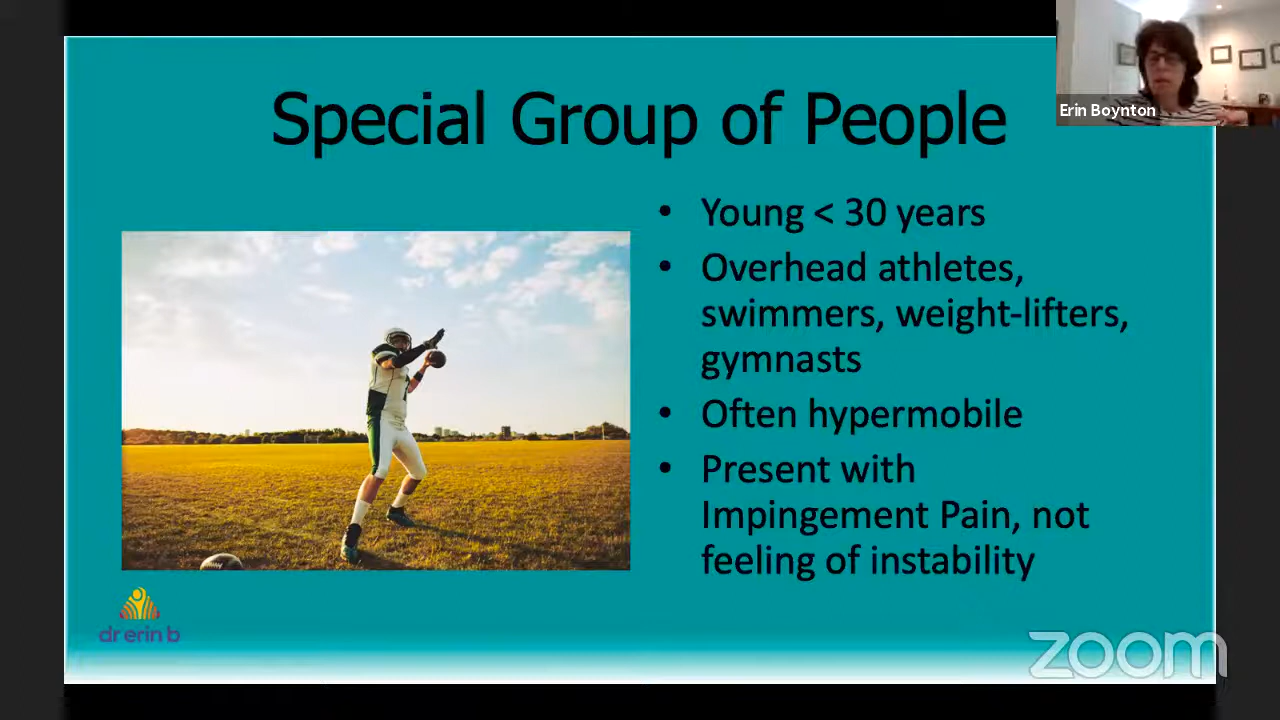 Special Group of People
Erin Boynton
• Young < 30 years
• Overhead athletes,
swimmers, weight-lifters,
gymnasts
• Often hypermobile
• Present with
Impingement Pain, not
feeling of instability
dr erin b
zoom